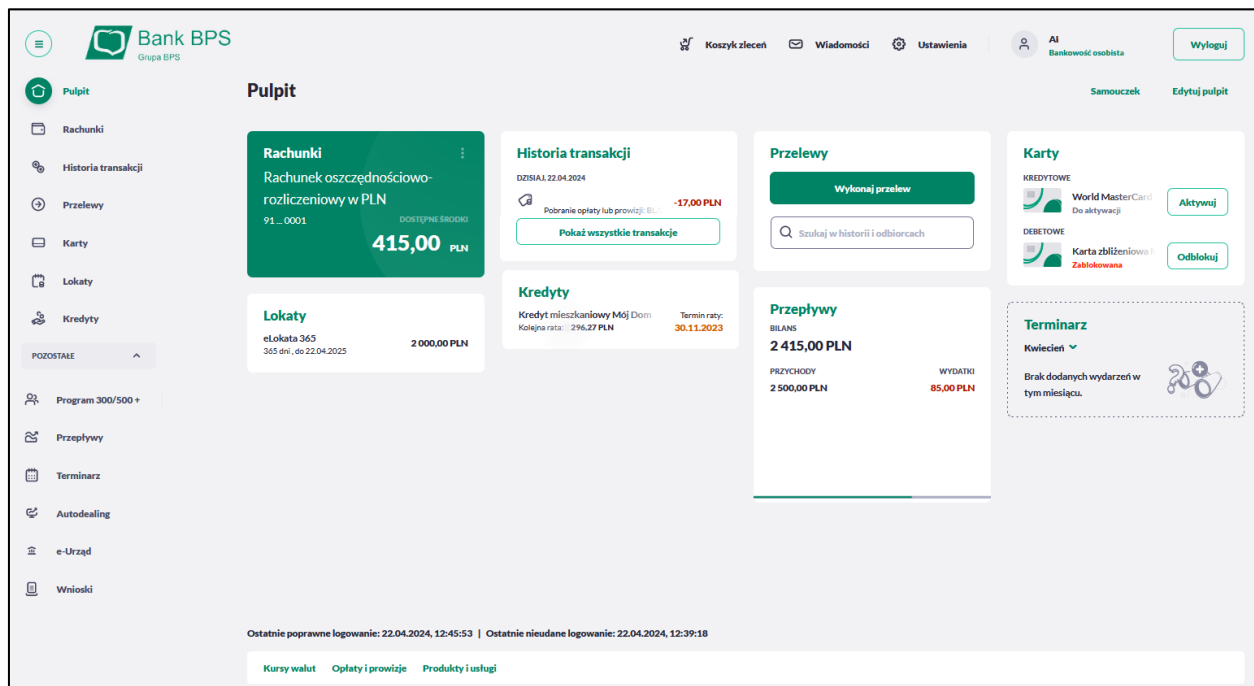 Bank BPS
Grupa BPS
Koszyk zleceń
Wiadomości
Ustawienia
Al
Bankowość osobista
Wyloguj
Pulpit
Rachunki
Historia transakcji
Przelewy
Karty
Lokaty
Kredyty
POZOSTAŁE
Program 300/500 +
Przepływy
Terminarz
Autodealing
e-Urząd
Wnioski
Pulpit
Samouczek
Edytuj pulpit
Rachunki
Rachunek oszczędnościowo-
rozliczeniowy w PLN
91 ... 0001
DOSTĘPNE ŚRODKI
415,00 PLN
Lokaty
eLokata 365
365 dni , do 22.04.2025
2 000,00 PLN
Historia transakcji
DZISIAJ, 22.04.2024
Pobranie opłaty lub prowizji:
-17,00 PLN
Pokaż wszystkie transakcje
Kredyty
Kredyt mieszkaniowy Mój Dom
Termin raty:
Kolejna rata: 296,27 PLN
30.11.2023
Przelewy
Wykonaj przelew
Szukaj w historii i odbiorcach
Przepływy
BILANS
2 415,00 PLN
PRZYCHODY
WYDATKI
2 500,00 PLN
85,00 PLN
Karty
KREDYTOWE
World MasterCard
Do aktywacji
Aktywuj
DEBETOWE
Karta zbliżeniowa
Zablokowana
Odblokuj
Terminarz
Kwiecień
Brak dodanych wydarzeń w
tym miesiącu.
Ostatnie poprawne logowanie: 22.04.2024, 12:45:53 | Ostatnie nieudane logowanie: 22.04.2024, 12:39:18
Kursy walut
Opłaty i prowizje
Produkty i usługi